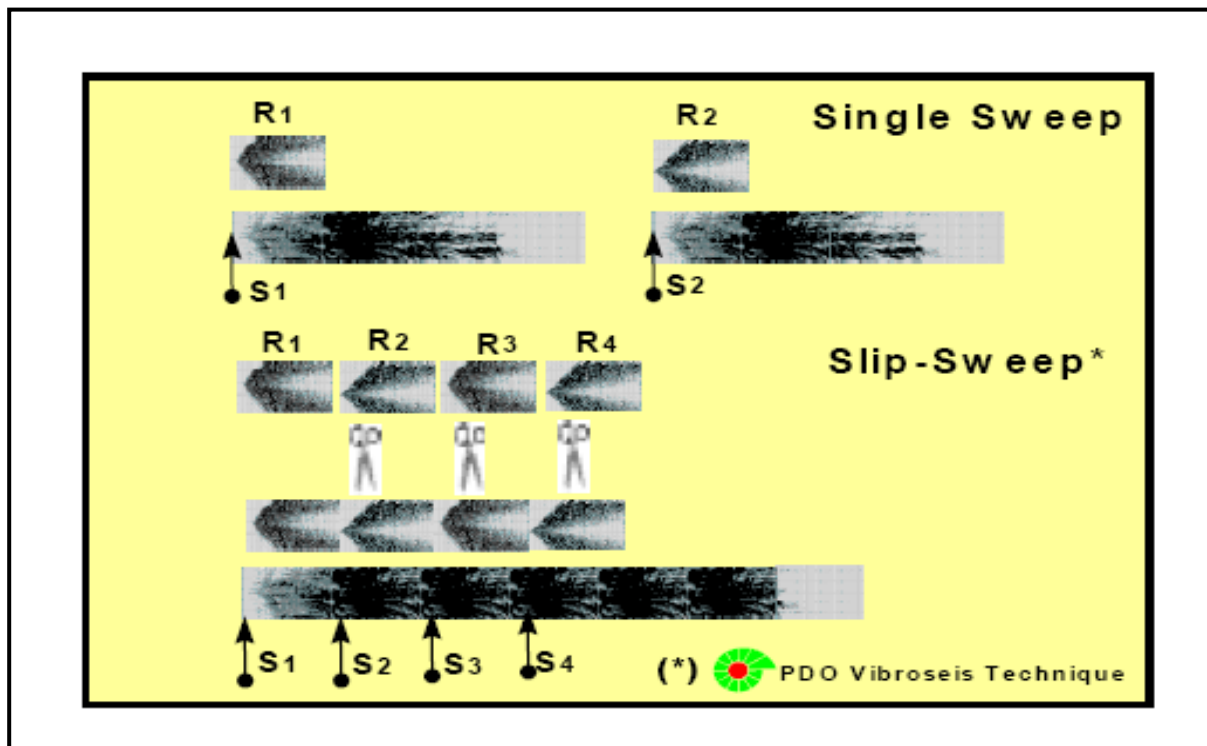 R1
R2
Single Sweep
S1
S2
R1
R2
R3
R4
Slip-Sweep*
S1
S2
S3
S4
(*) PDO Vibroseis Technique